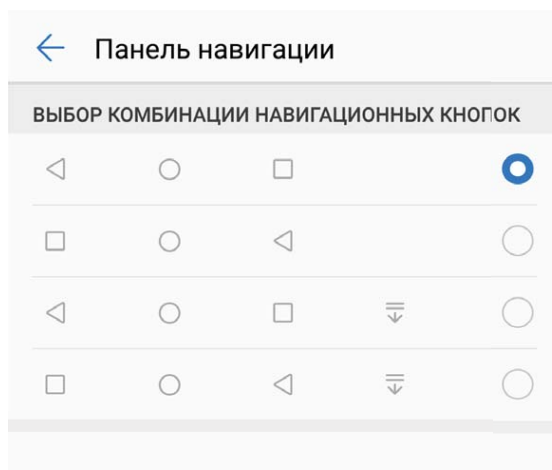 Панель навигации
ВЫБОР КОМБИНАЦИИ НАВИГАЦИОННЫХ КНОПОК